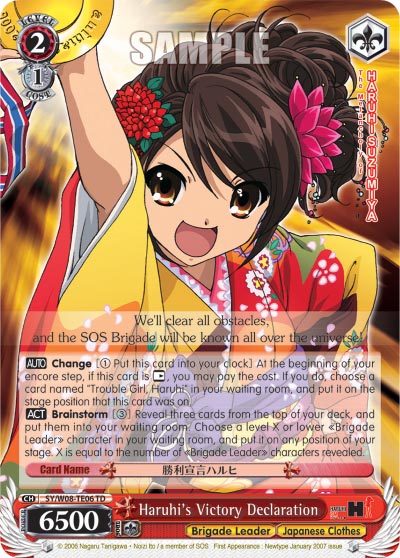 LEVEL
2
1
COST
SAMPLE
The Melancholy of
HARUHI SUZUMIYA
We'll clear all obstacles,
and the SOS Brigade will be known all over the universe!
AUTO Change [① Put this card into your clock] At the beginning of your
encore step, if this card is ▶, you may pay the cost. If you do, choose a
card named "Trouble Girl, Haruhi" in your waiting room, and put it on the
stage position that this card was on.
ACT Brainstorm [③] Reveal three cards from the top of your deck, and
put them into your waiting room. Choose a level X or lower «Brigade
Leader» character in your waiting room, and put it on any position of your
stage. X is equal to the number of «Brigade Leader» characters revealed.
Card Name
勝利宣言ハルヒ
CH SY/W08-TE06 TD
6500
Haruhi's Victory Declaration
HARUHI
H
Brigade Leader
Japanese Clothes
© 2006 Nagaru Tanigawa・Noizi Ito / a member of SOS First Appearance : Newtype January 2007 issue